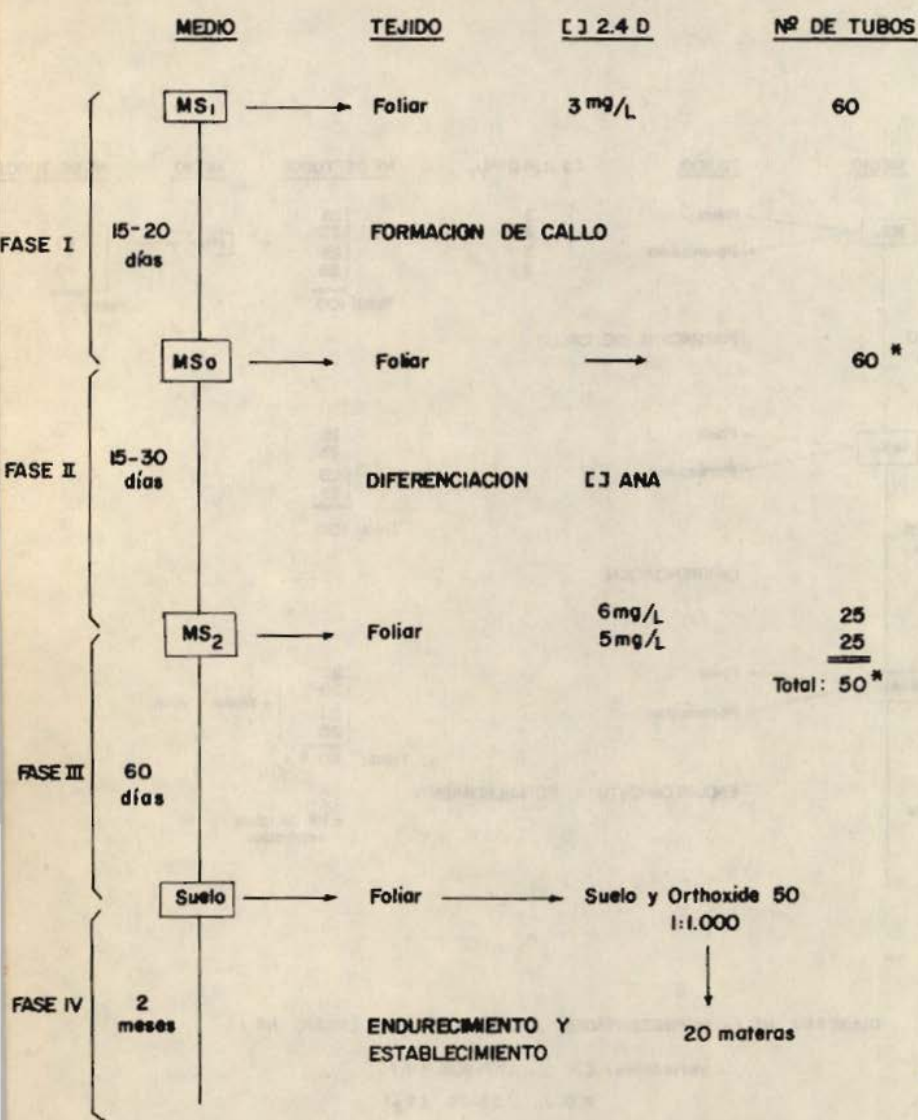 MEDIO TEJIDO [ ] 2.4 D Nº DE TUBOS
MS1 Foliar 3 mg/L 60
FASE I 15-20 días FORMACION DE CALLO
MSo Foliar 60 *
FASE II 15-30 días DIFERENCIACION [ ] ANA
MS2 Foliar 6mg/L 25
5mg/L 25
Total: 50*
FASE III 60 días
Suelo Foliar Suelo y Orthoxide 50
1:1.000
FASE IV 2 meses ENDURECIMIENTO Y
ESTABLECIMIENTO 20 materas